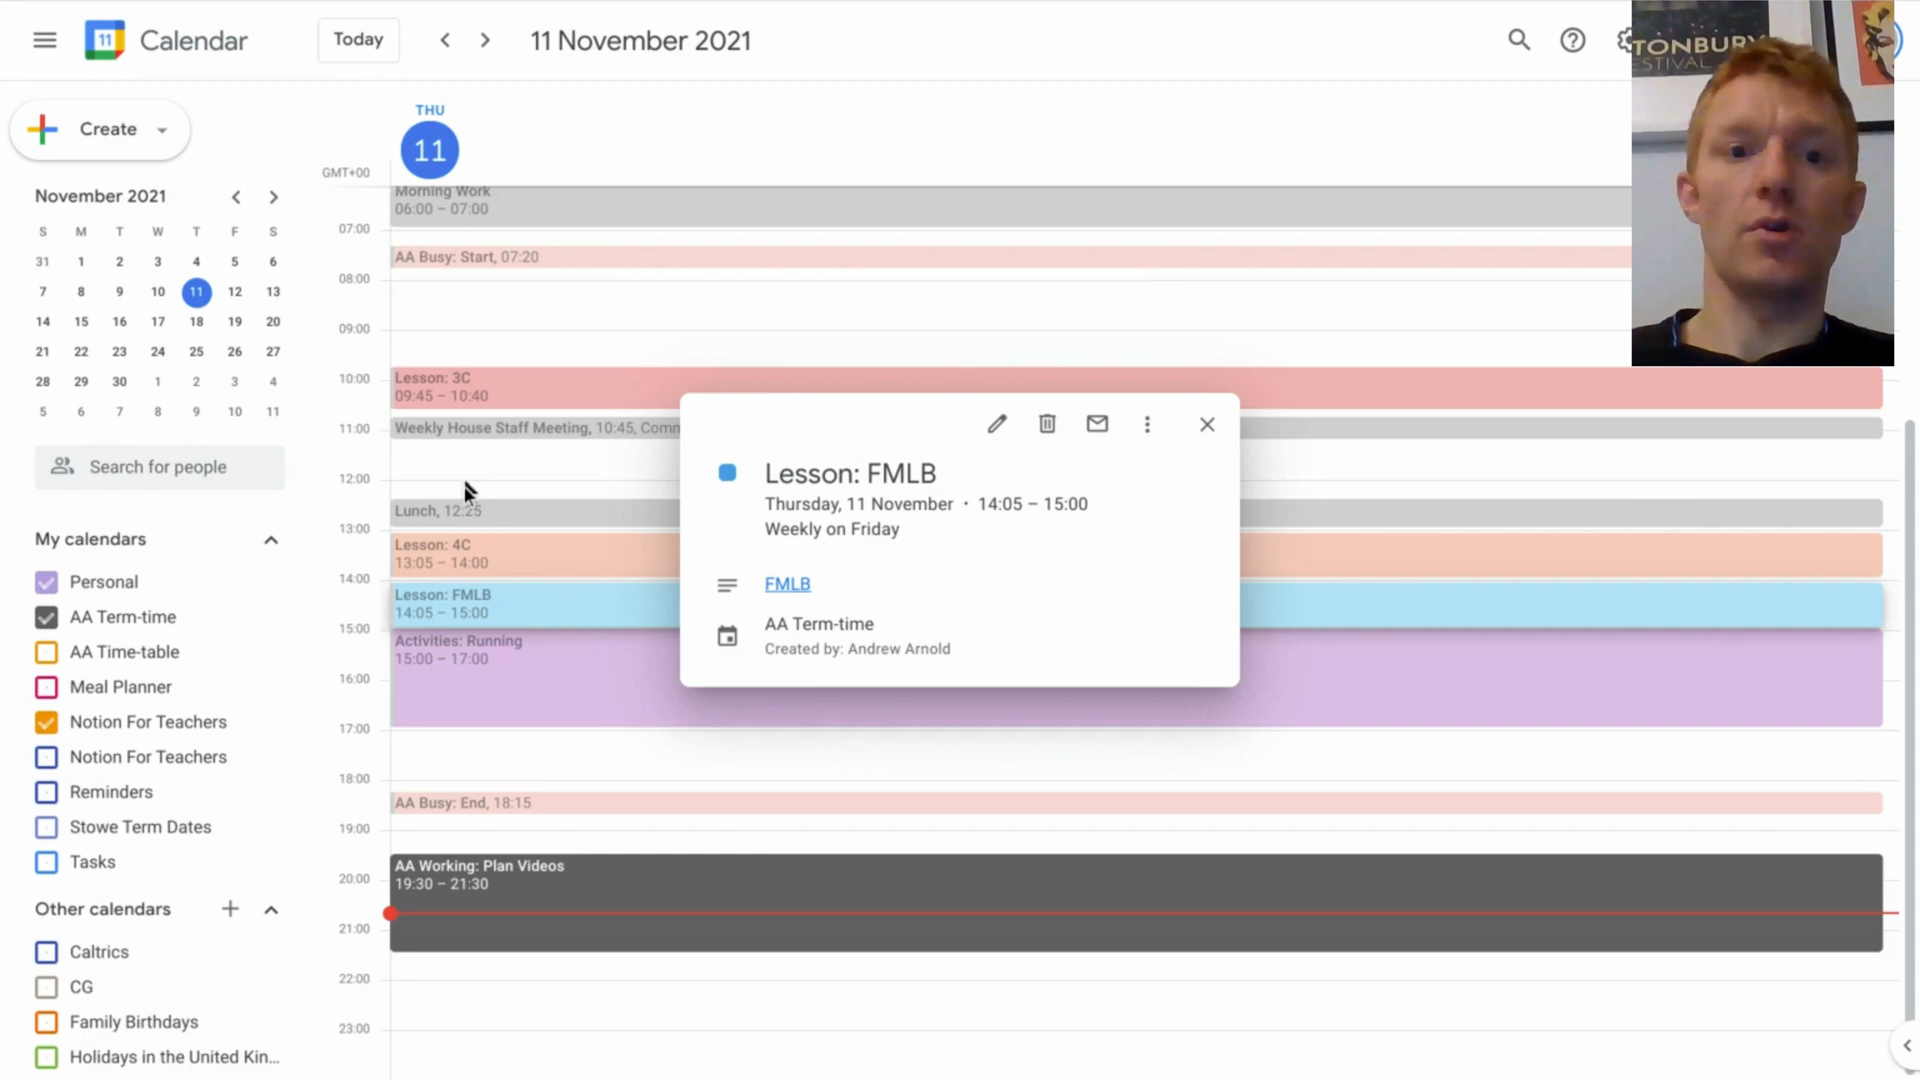 11
Calendar
Today
11 November 2021
TONBURY
ESTIVAL
Create
THU
11
GMT+00
November 2021
S M T W T F S
31 1 2 3 4 5 6
7 8 9 10 11 12 13
14 15 16 17 18 19 20
21 22 23 24 25 26 27
28 29 30 1 2 3 4
5 6 7 8 9 10 11
Search for people
My calendars
Personal
AA Term-time
AA Time-table
Meal Planner
Notion For Teachers
Notion For Teachers
Reminders
Stowe Term Dates
Tasks
Other calendars
Caltrics
CG
Family Birthdays
Holidays in the United Kin...
Morning Work
06:00 – 07:00
07:00
AA Busy: Start, 07:20
08:00
09:00
10:00
Lesson: 3C
09:45 – 10:40
11:00
Weekly House Staff Meeting, 10:45, Comm
12:00
Lunch, 12:25
13:00
Lesson: 4C
13:05 – 14:00
14:00
Lesson: FMLB
14:05 – 15:00
15:00
Activities: Running
15:00 – 17:00
16:00
17:00
18:00
AA Busy: End, 18:15
19:00
AA Working: Plan Videos
19:30 – 21:30
20:00
21:00
22:00
23:00
Lesson: FMLB
Thursday, 11 November · 14:05 – 15:00
Weekly on Friday
FMLB
AA Term-time
Created by: Andrew Arnold